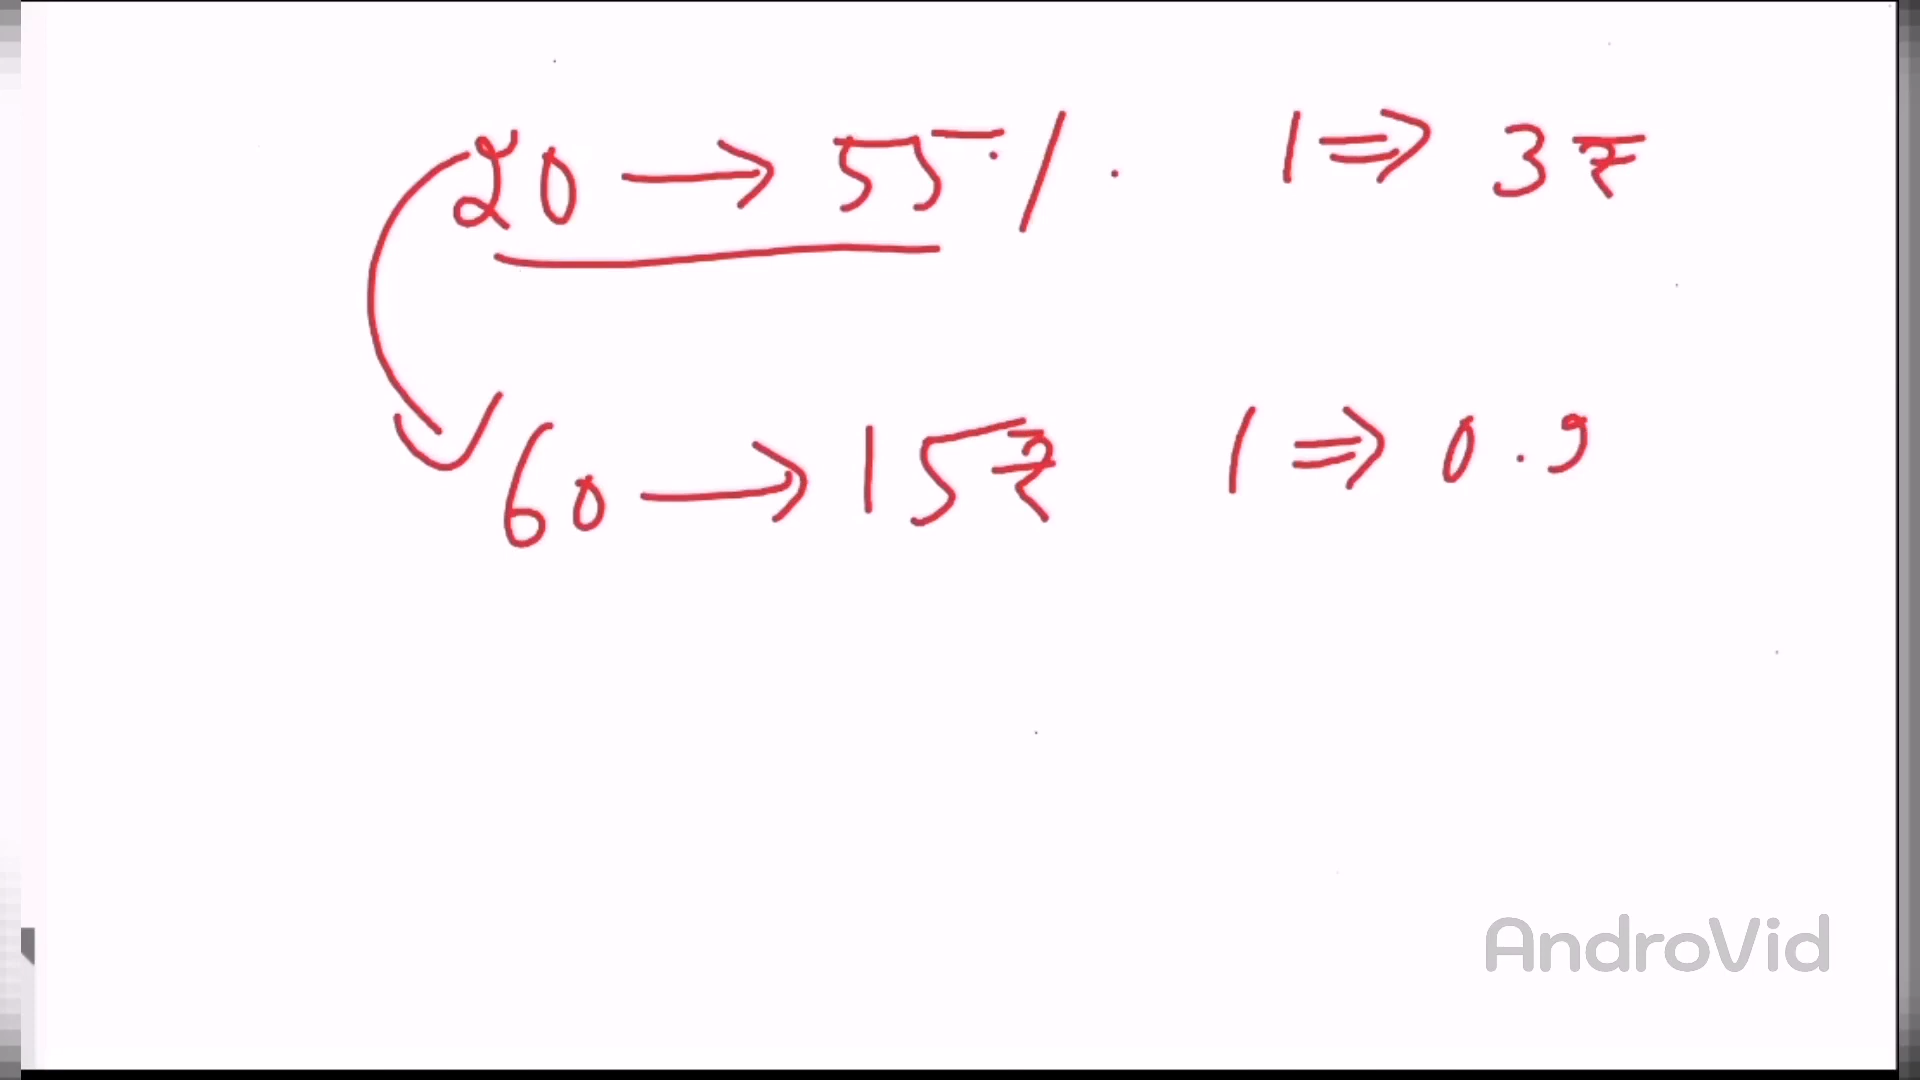 20 → 55%. 1 ⇒ 3₹
60 → 15₹ 1 ⇒ 0.9
AndroVid